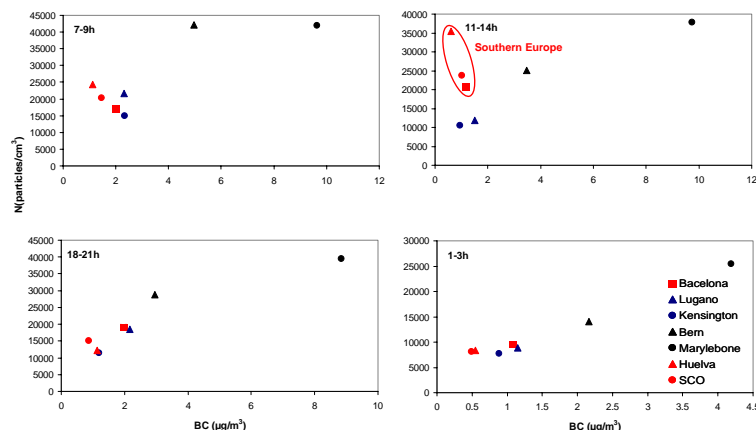 7-9h
45000
40000
35000
30000
25000
20000
15000
10000
5000
0
0 2 4 6 8 10 12
N(particles/cm³)
11-14h
Southern Europe
45000
40000
35000
30000
25000
20000
15000
10000
5000
0
0 2 4 6 8 10 12
18-21h
45000
40000
35000
30000
25000
20000
15000
10000
5000
0
0 2 4 6 8 10
BC (µg/m³)
1-3h
30000
25000
20000
15000
10000
5000
0
0 0.5 1 1.5 2 2.5 3 3.5 4 4.5
BC (µg/m³)
Bacelona
Lugano
Kensington
Bern
Marylebone
Huelva
SCO